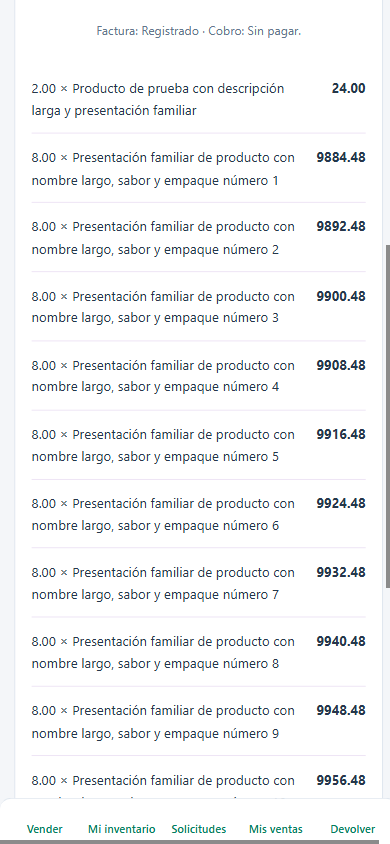 Factura: Registrado · Cobro: Sin pagar.
2.00 × Producto de prueba con descripción 24.00
larga y presentación familiar
8.00 × Presentación familiar de producto con 9884.48
nombre largo, sabor y empaque número 1
8.00 × Presentación familiar de producto con 9892.48
nombre largo, sabor y empaque número 2
8.00 × Presentación familiar de producto con 9900.48
nombre largo, sabor y empaque número 3
8.00 × Presentación familiar de producto con 9908.48
nombre largo, sabor y empaque número 4
8.00 × Presentación familiar de producto con 9916.48
nombre largo, sabor y empaque número 5
8.00 × Presentación familiar de producto con 9924.48
nombre largo, sabor y empaque número 6
8.00 × Presentación familiar de producto con 9932.48
nombre largo, sabor y empaque número 7
8.00 × Presentación familiar de producto con 9940.48
nombre largo, sabor y empaque número 8
8.00 × Presentación familiar de producto con 9948.48
nombre largo, sabor y empaque número 9
8.00 × Presentación familiar de producto con 9956.48
Vender Mi inventario Solicitudes Mis ventas Devolver